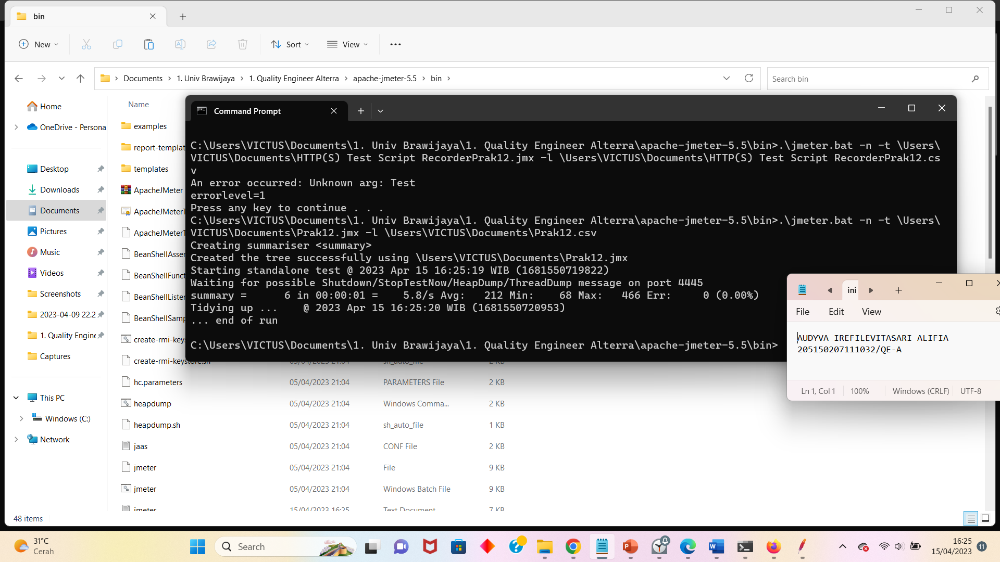 bin
New
Sort
View
Documents > 1. Univ Brawijaya > 1. Quality Engineer Alterra > apache-jmeter-5.5 > bin >
Search bin
Home
OneDrive - Persona
Desktop
Downloads
Documents
Pictures
Music
Videos
Screenshots
2023-04-09 22.2
1. Quality Engine
Captures
This PC
Windows (C:)
Network
Name
examples
report-templat
templates
ApacheJMeter
ApacheJMeterT
ApacheJMeterT
BeanShellAsser
BeanShellFunct
BeanShellListen
BeanShellSamp
create-rmi-keys
create-rmi-keystore.sh 05/04/2023 21:04 sh_auto_file 2 KB
hc.parameters 05/04/2023 21:04 PARAMETERS File 2 KB
heapdump 05/04/2023 21:04 Windows Comma... 2 KB
heapdump.sh 05/04/2023 21:04 sh_auto_file 1 KB
jaas 05/04/2023 21:04 CONF File 2 KB
jmeter 05/04/2023 21:04 File 9 KB
jmeter 05/04/2023 21:04 Windows Batch File 9 KB
jmeter 15/04/2023 16:25 Text Document 7 KB
48 items
Command Prompt
C:\Users\VICTUS\Documents\1. Univ Brawijaya\1. Quality Engineer Alterra\apache-jmeter-5.5\bin>.\jmeter.bat -n -t \Users\
VICTUS\Documents\HTTP(S) Test Script RecorderPrak12.jmx -l \Users\VICTUS\Documents\HTTP(S) Test Script RecorderPrak12.cs
v
An error occurred: Unknown arg: Test
errorlevel=1
Press any key to continue . . .
C:\Users\VICTUS\Documents\1. Univ Brawijaya\1. Quality Engineer Alterra\apache-jmeter-5.5\bin>.\jmeter.bat -n -t \Users\
VICTUS\Documents\Prak12.jmx -l \Users\VICTUS\Documents\Prak12.csv
Creating summariser <summary>
Created the tree successfully using \Users\VICTUS\Documents\Prak12.jmx
Starting standalone test @ 2023 Apr 15 16:25:19 WIB (1681550719822)
Waiting for possible Shutdown/StopTestNow/HeapDump/ThreadDump message on port 4445
summary =      6 in 00:00:01 =    5.8/s Avg:   212 Min:    68 Max:   466 Err:     0 (0.00%)
Tidying up ...    @ 2023 Apr 15 16:25:20 WIB (1681550720953)
... end of run
C:\Users\VICTUS\Documents\1. Univ Brawijaya\1. Quality Engineer Alterra\apache-jmeter-5.5\bin>
ini
File Edit View
AUDYVA IREFILEVITASARI ALIFIA
205150207111032/QE-A
Ln 1, Col 1 100% Windows (CRLF) UTF-8
31°C
Cerah
Search
16:25
15/04/2023
11